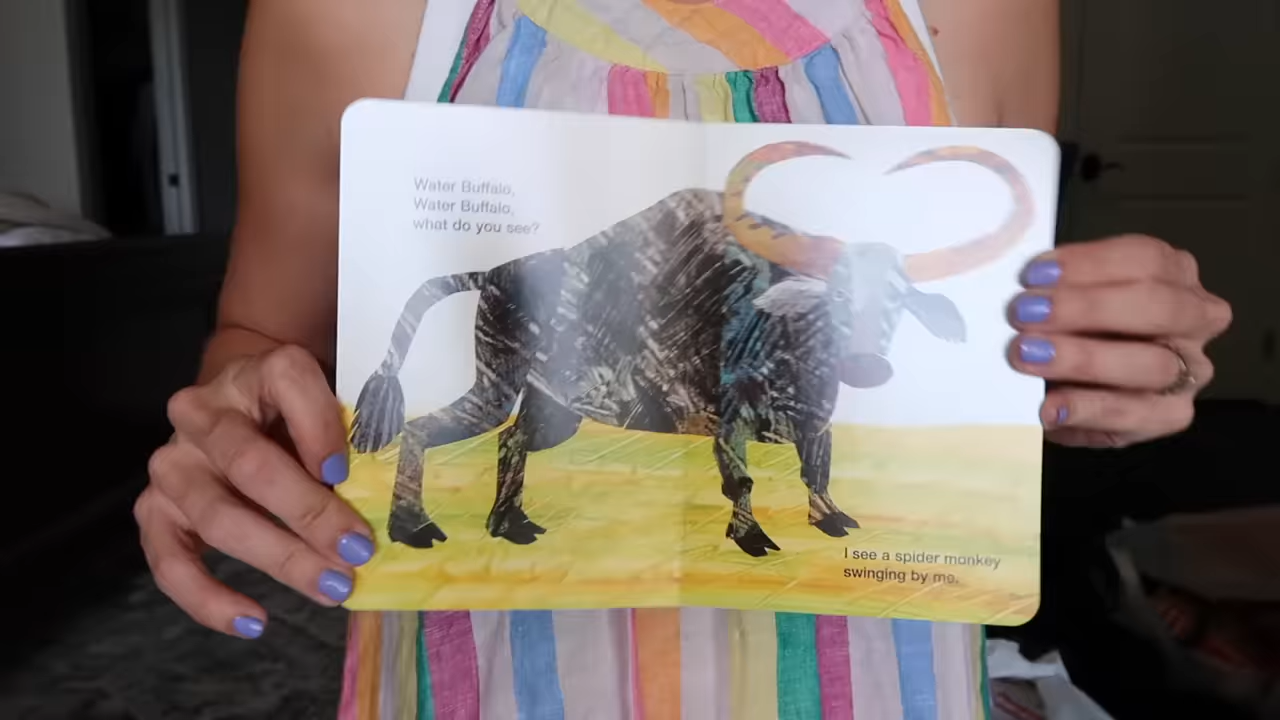 Water Buffalo,
Water Buffalo,
what do you see?
I see a spider monkey
swinging by me.